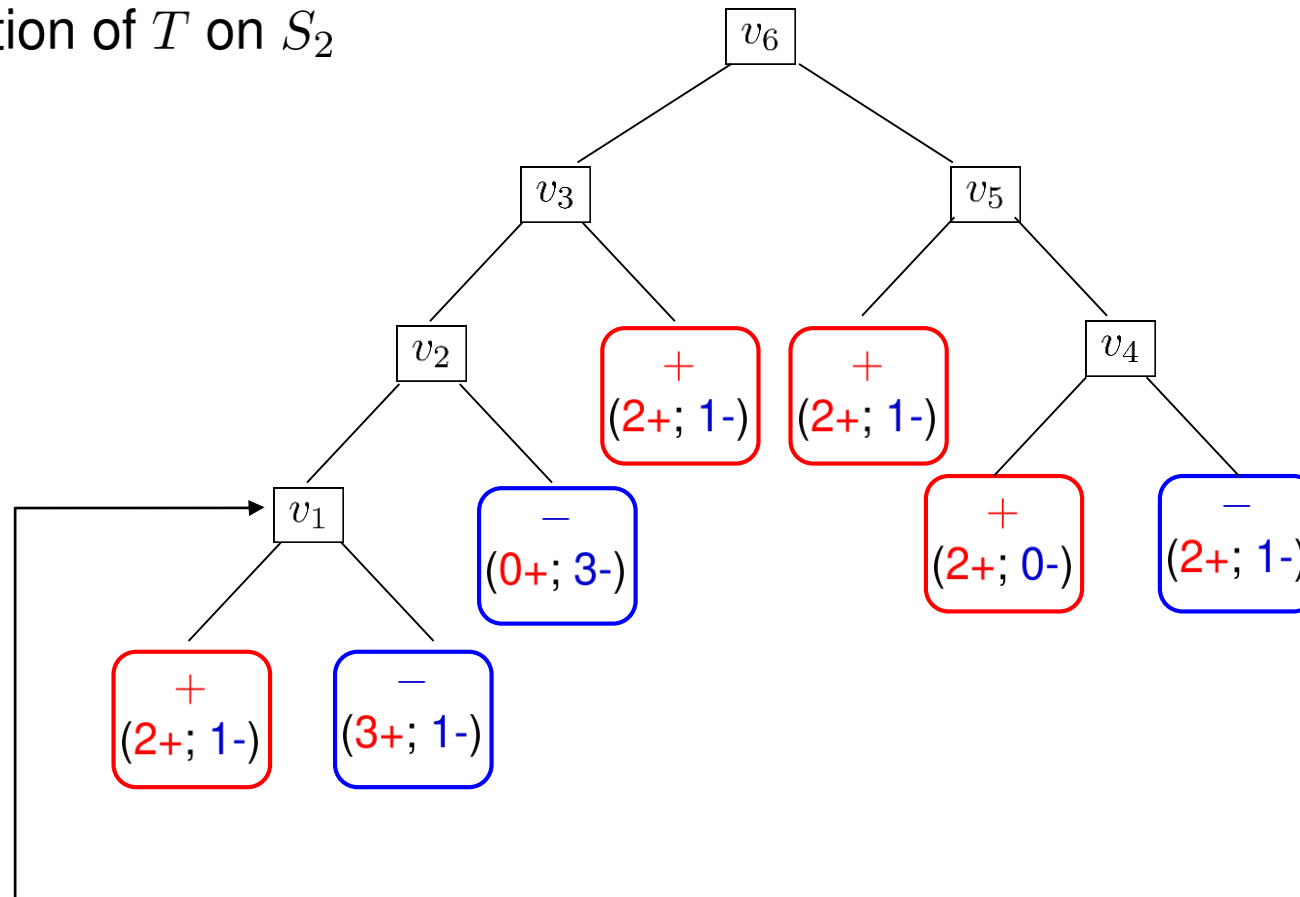 tion of T on S₂
v₆
v₃
v₅
v₂
+
(2+; 1-)
+
(2+; 1-)
v₄
v₁
−
(0+; 3-)
+
(2+; 0-)
−
(2+; 1-)
+
(2+; 1-)
−
(3+; 1-)